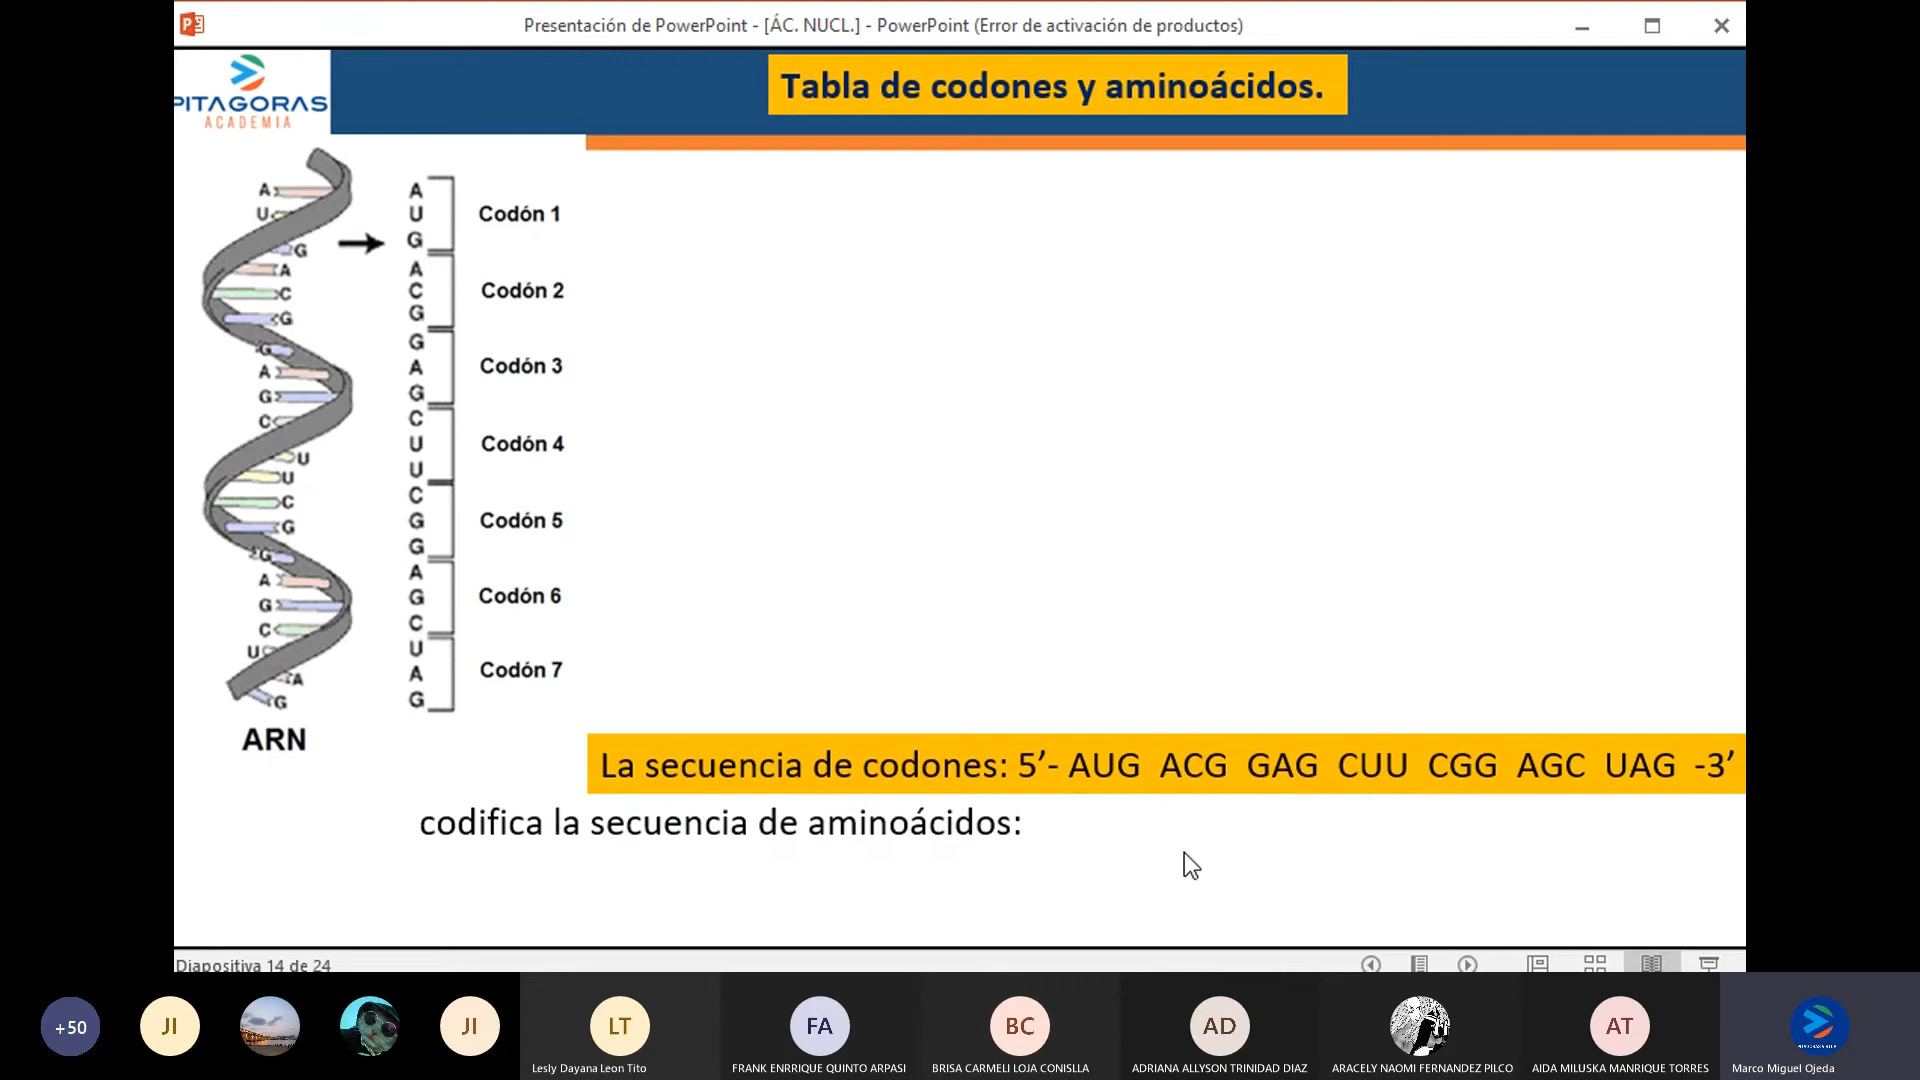 Presentación de PowerPoint - [ÁC. NUCL.] - PowerPoint (Error de activación de productos)
PITAGORAS
ACADEMIA
Tabla de codones y aminoácidos.
A
U
G
A
C
G
G
A
G
C
U
U
C
G
G
A
G
C
U
A
G
ARN
A
U
G
Codón 1
A
C
G
Codón 2
G
A
G
Codón 3
C
U
U
Codón 4
C
G
G
Codón 5
A
G
C
Codón 6
U
A
G
Codón 7
La secuencia de codones: 5’- AUG ACG GAG CUU CGG AGC UAG -3’
codifica la secuencia de aminoácidos:
Diapositiva 14 de 24
+50
JI
JI
LT
Lesly Dayana Leon Tito
FA
FRANK ENRRIQUE QUINTO ARPASI
BC
BRISA CARMELI LOJA CONISLLA
AD
ADRIANA ALLYSON TRINIDAD DIAZ
ARACELY NAOMI FERNANDEZ PILCO
AT
AIDA MILUSKA MANRIQUE TORRES
Marco Miguel Ojeda